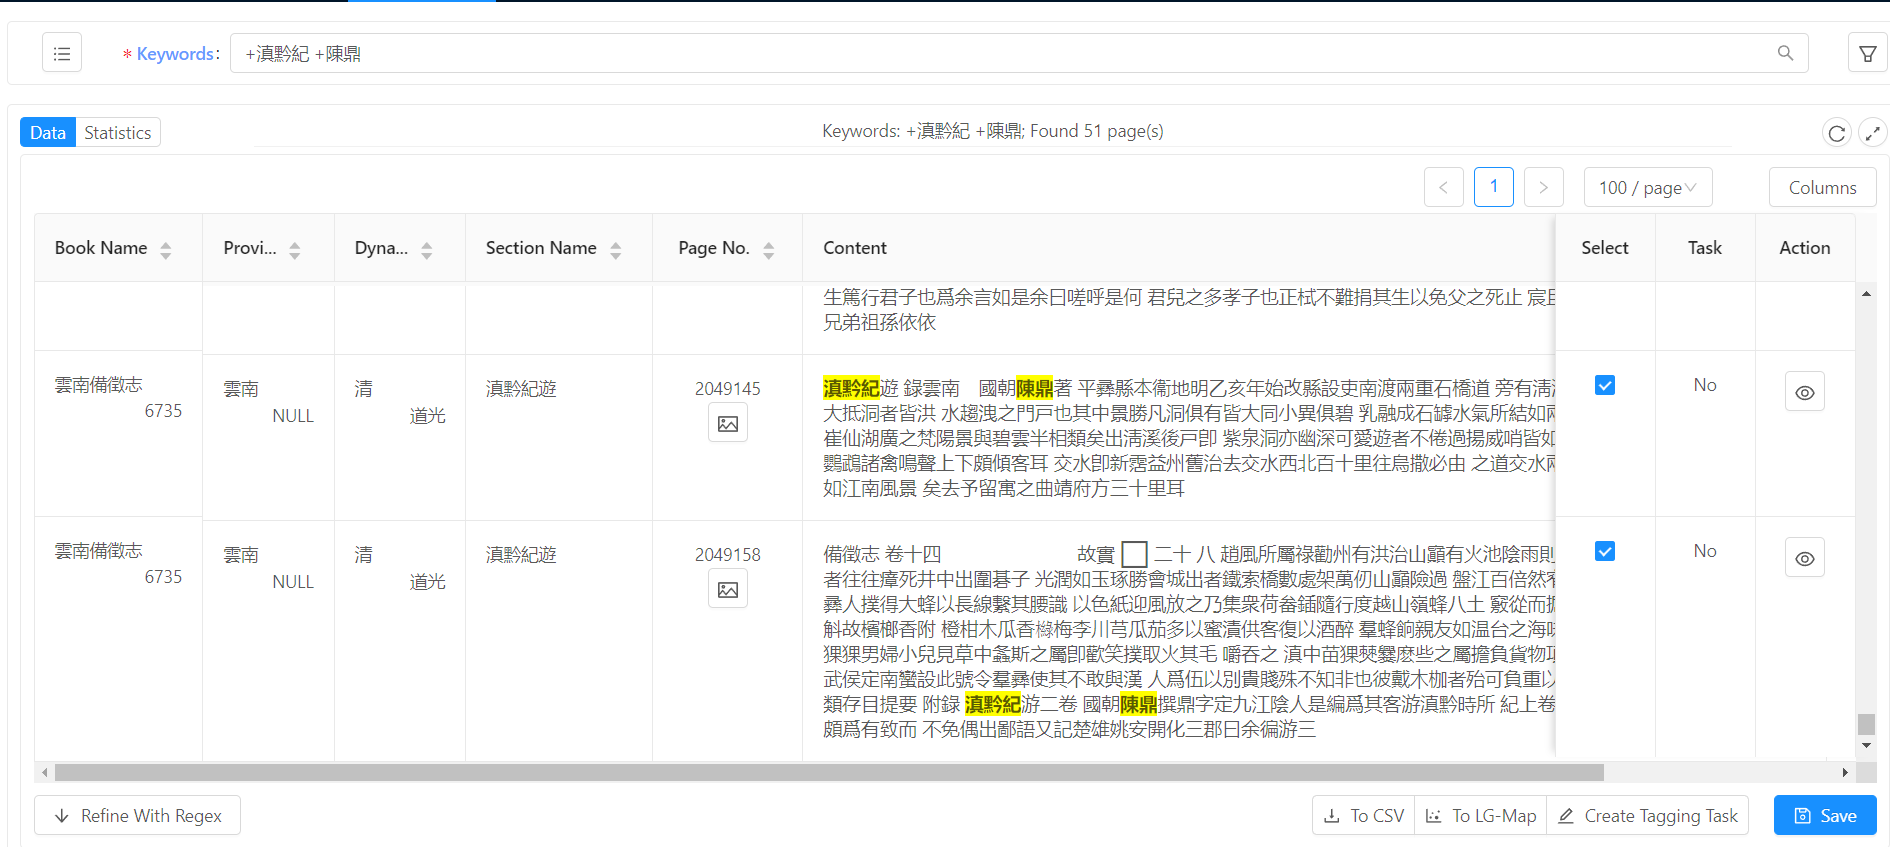 * Keywords: +滇黔紀 +陳鼎
Data Statistics
Keywords: +滇黔紀 +陳鼎; Found 51 page(s)
< 1 > 100 / page Columns
Book Name Provi... Dyna... Section Name Page No. Content Select Task Action
生篤行君子也爲余言如是余曰嗟呼是何 君兒之多孝子也正栻不難捐其生以免父之死止
兄弟祖孫依依
雲南備徵志
6735
雲南
NULL
清
道光
滇黔紀遊
2049145
滇黔紀遊 錄雲南 國朝陳鼎著 平彝縣本衞地明乙亥年始改縣設吏南渡兩重石橋道 旁有淸
大抵洞者皆洪 水趨洩之門戸也其中景勝凡洞俱有皆大同小異俱碧 乳融成石罅水氣所結如
崔仙湖廣之梵陽景與碧雲半相類矣出淸溪後戸卽 紫泉洞亦幽深可愛遊者不倦過揚威哨皆如
鸚鵡諸禽鳴聲上下頗傾客耳 交水卽新霑益州舊治去交水西北百十里往烏撒必由 之道交水
如江南風景 矣去予留寓之曲靖府方三十里耳
No
雲南備徵志
6735
雲南
NULL
清
道光
滇黔紀遊
2049158
備徵志 卷十四 故實 □ 二十 八 趙風所屬祿勸州有洪治山巓有火池陰雨則
者往往瘴死井中出圍碁子 光潤如玉琢勝會城出者鐵索橋數處架萬仞山巓險過 盤江百倍然
彝人撲得大蜂以長線繫其腰識 以色紙迎風放之乃集衆荷畚鍤隨行度越山嶺蜂八土 竅從而
斛故檳榔香附 橙柑木瓜香櫞梅李川芎瓜茄多以蜜漬供客復以酒醉 羣蜂餉親友如温台之海
猓猓男婦小兒見草中螽斯之屬卽歡笑撲取火其毛 嚼吞之 滇中苗猓僰爨麽些之屬擔負貨物
武侯定南蠻設此號令羣彝使其不敢與漢 人爲伍以別貴賤殊不知非也彼戴木枷者殆可負重以
類存目提要 附錄 滇黔紀游二卷 國朝陳鼎撰鼎字定九江陰人是編爲其客游滇黔時所 紀上卷
頗爲有致而 不免偶出鄙語又記楚雄姚安開化三郡日余徧游三
No
Refine With Regex To CSV To LG-Map Create Tagging Task Save